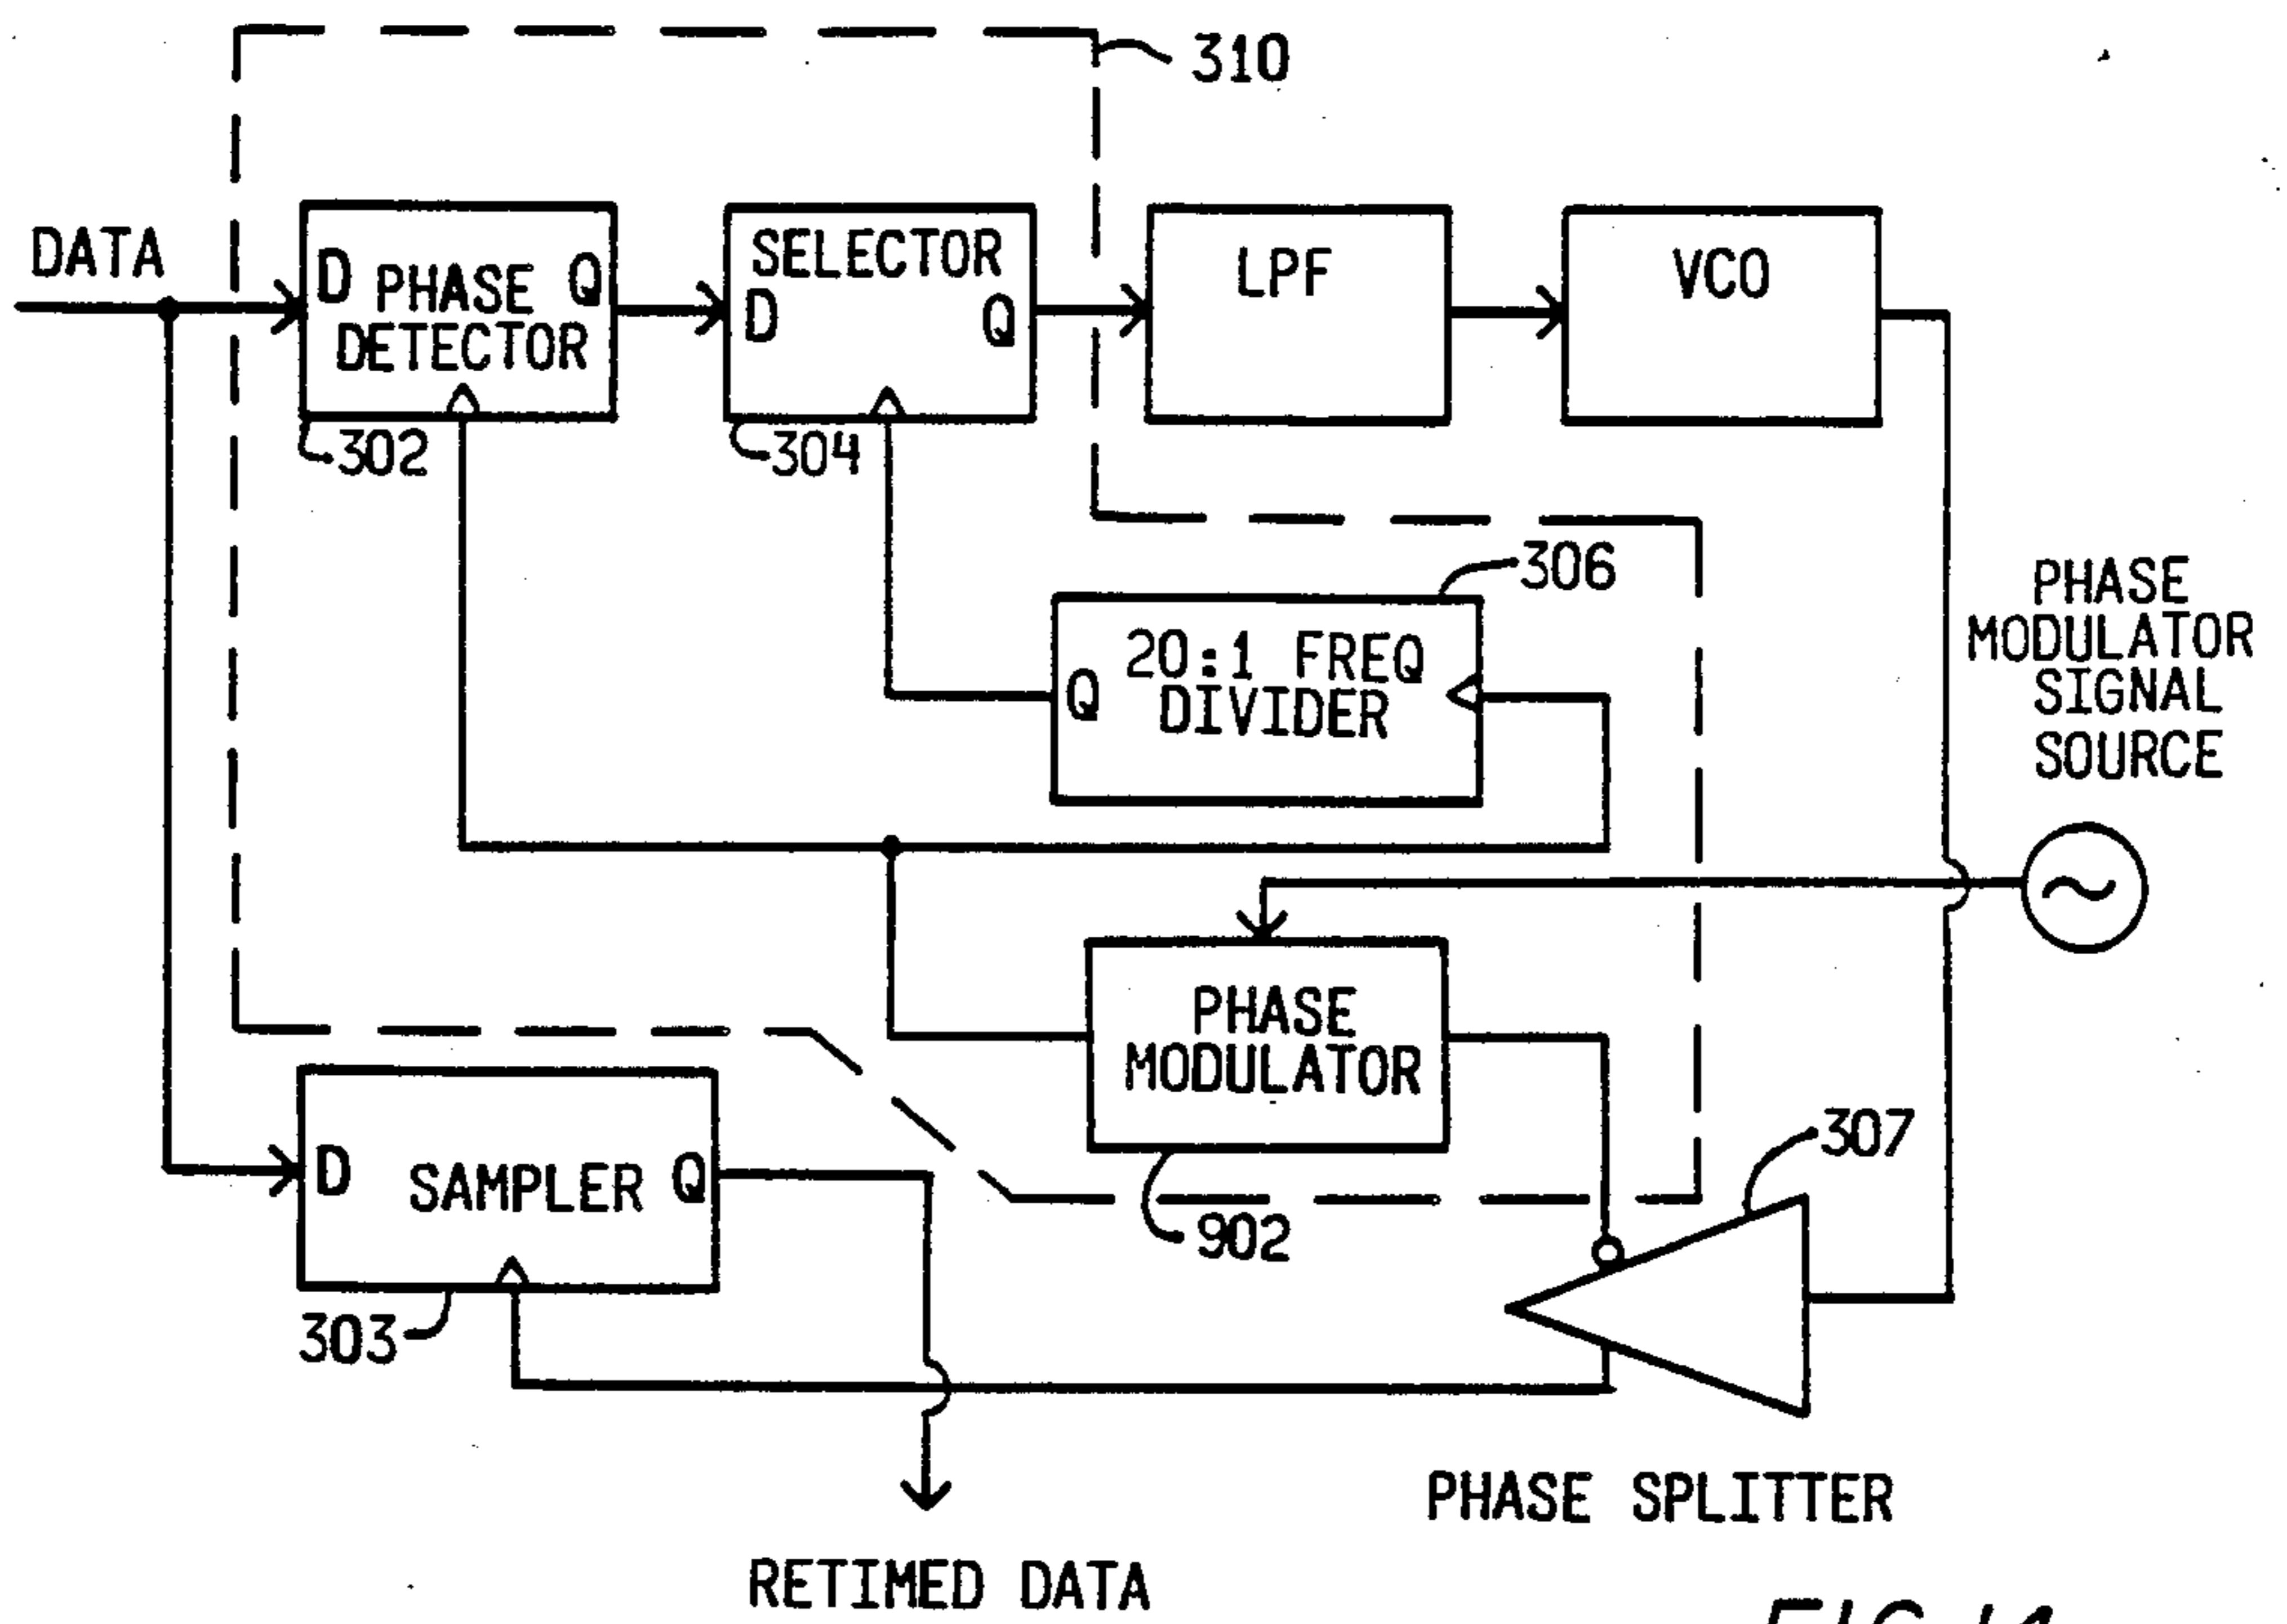 310
DATA
D PHASE Q
DETECTOR
SELECTOR
D Q
LPF
VCO
302
304
306
20:1 FREQ
Q DIVIDER
PHASE
MODULATOR
SIGNAL
SOURCE
PHASE
MODULATOR
902
307
D SAMPLER Q
303
PHASE SPLITTER
RETIMED DATA